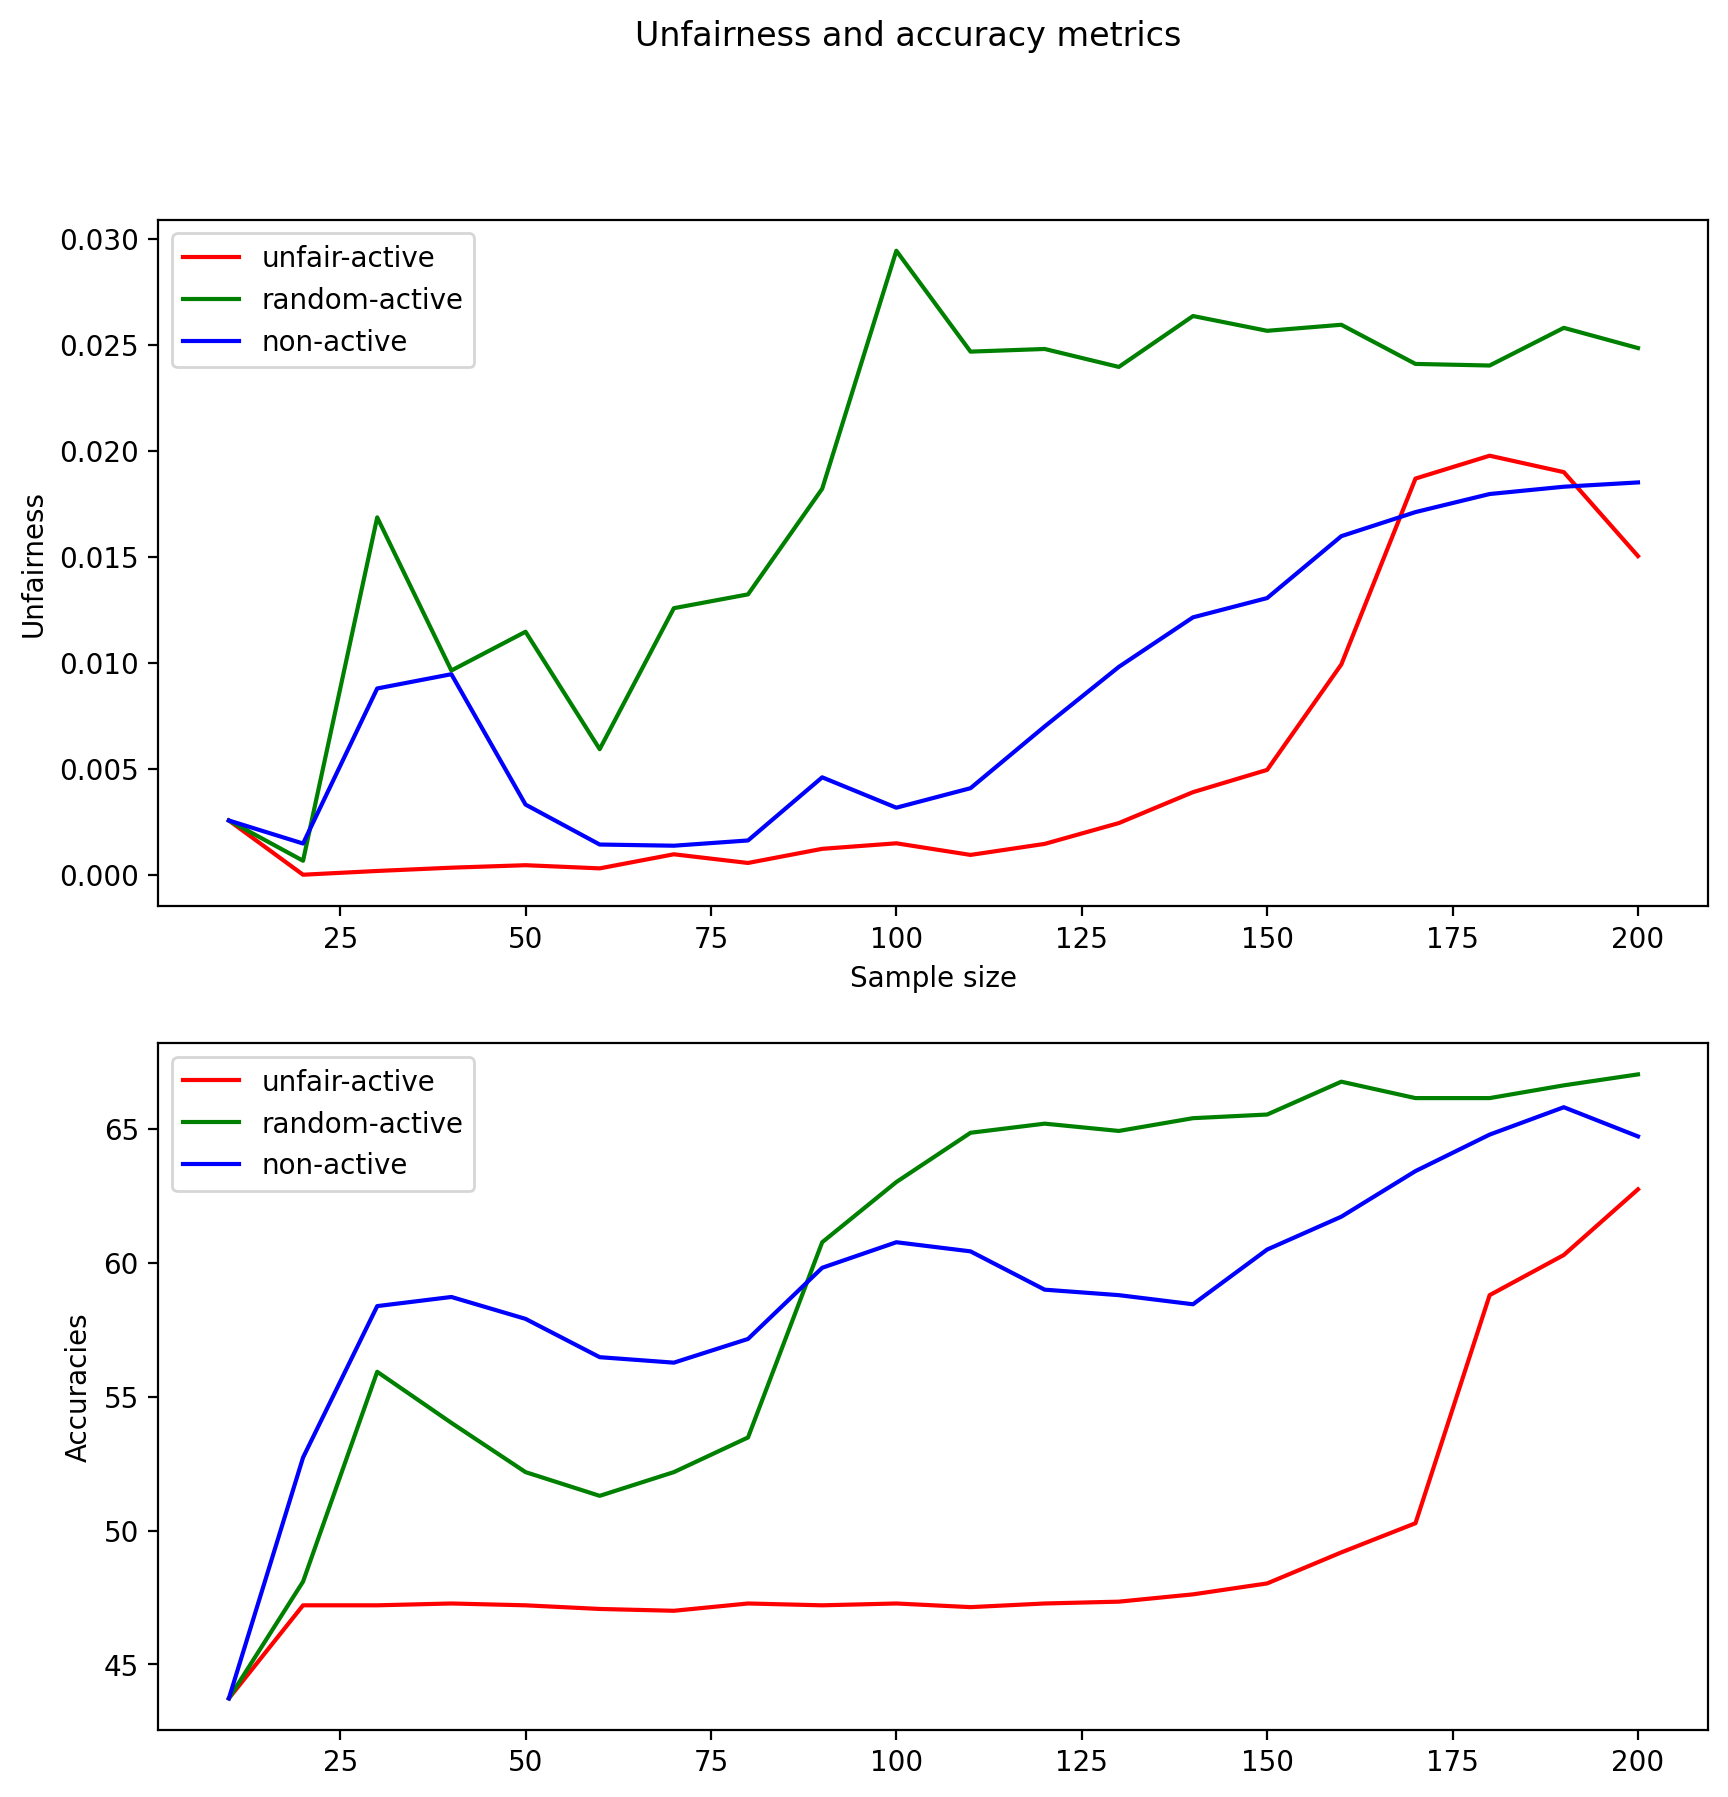 Unfairness and accuracy metrics
0.030
0.025
0.020
0.015
0.010
0.005
0.000
Unfairness
unfair-active
random-active
non-active
25 50 75 100 125 150 175 200
Sample size
65
60
55
50
45
Accuracies
unfair-active
random-active
non-active
25 50 75 100 125 150 175 200